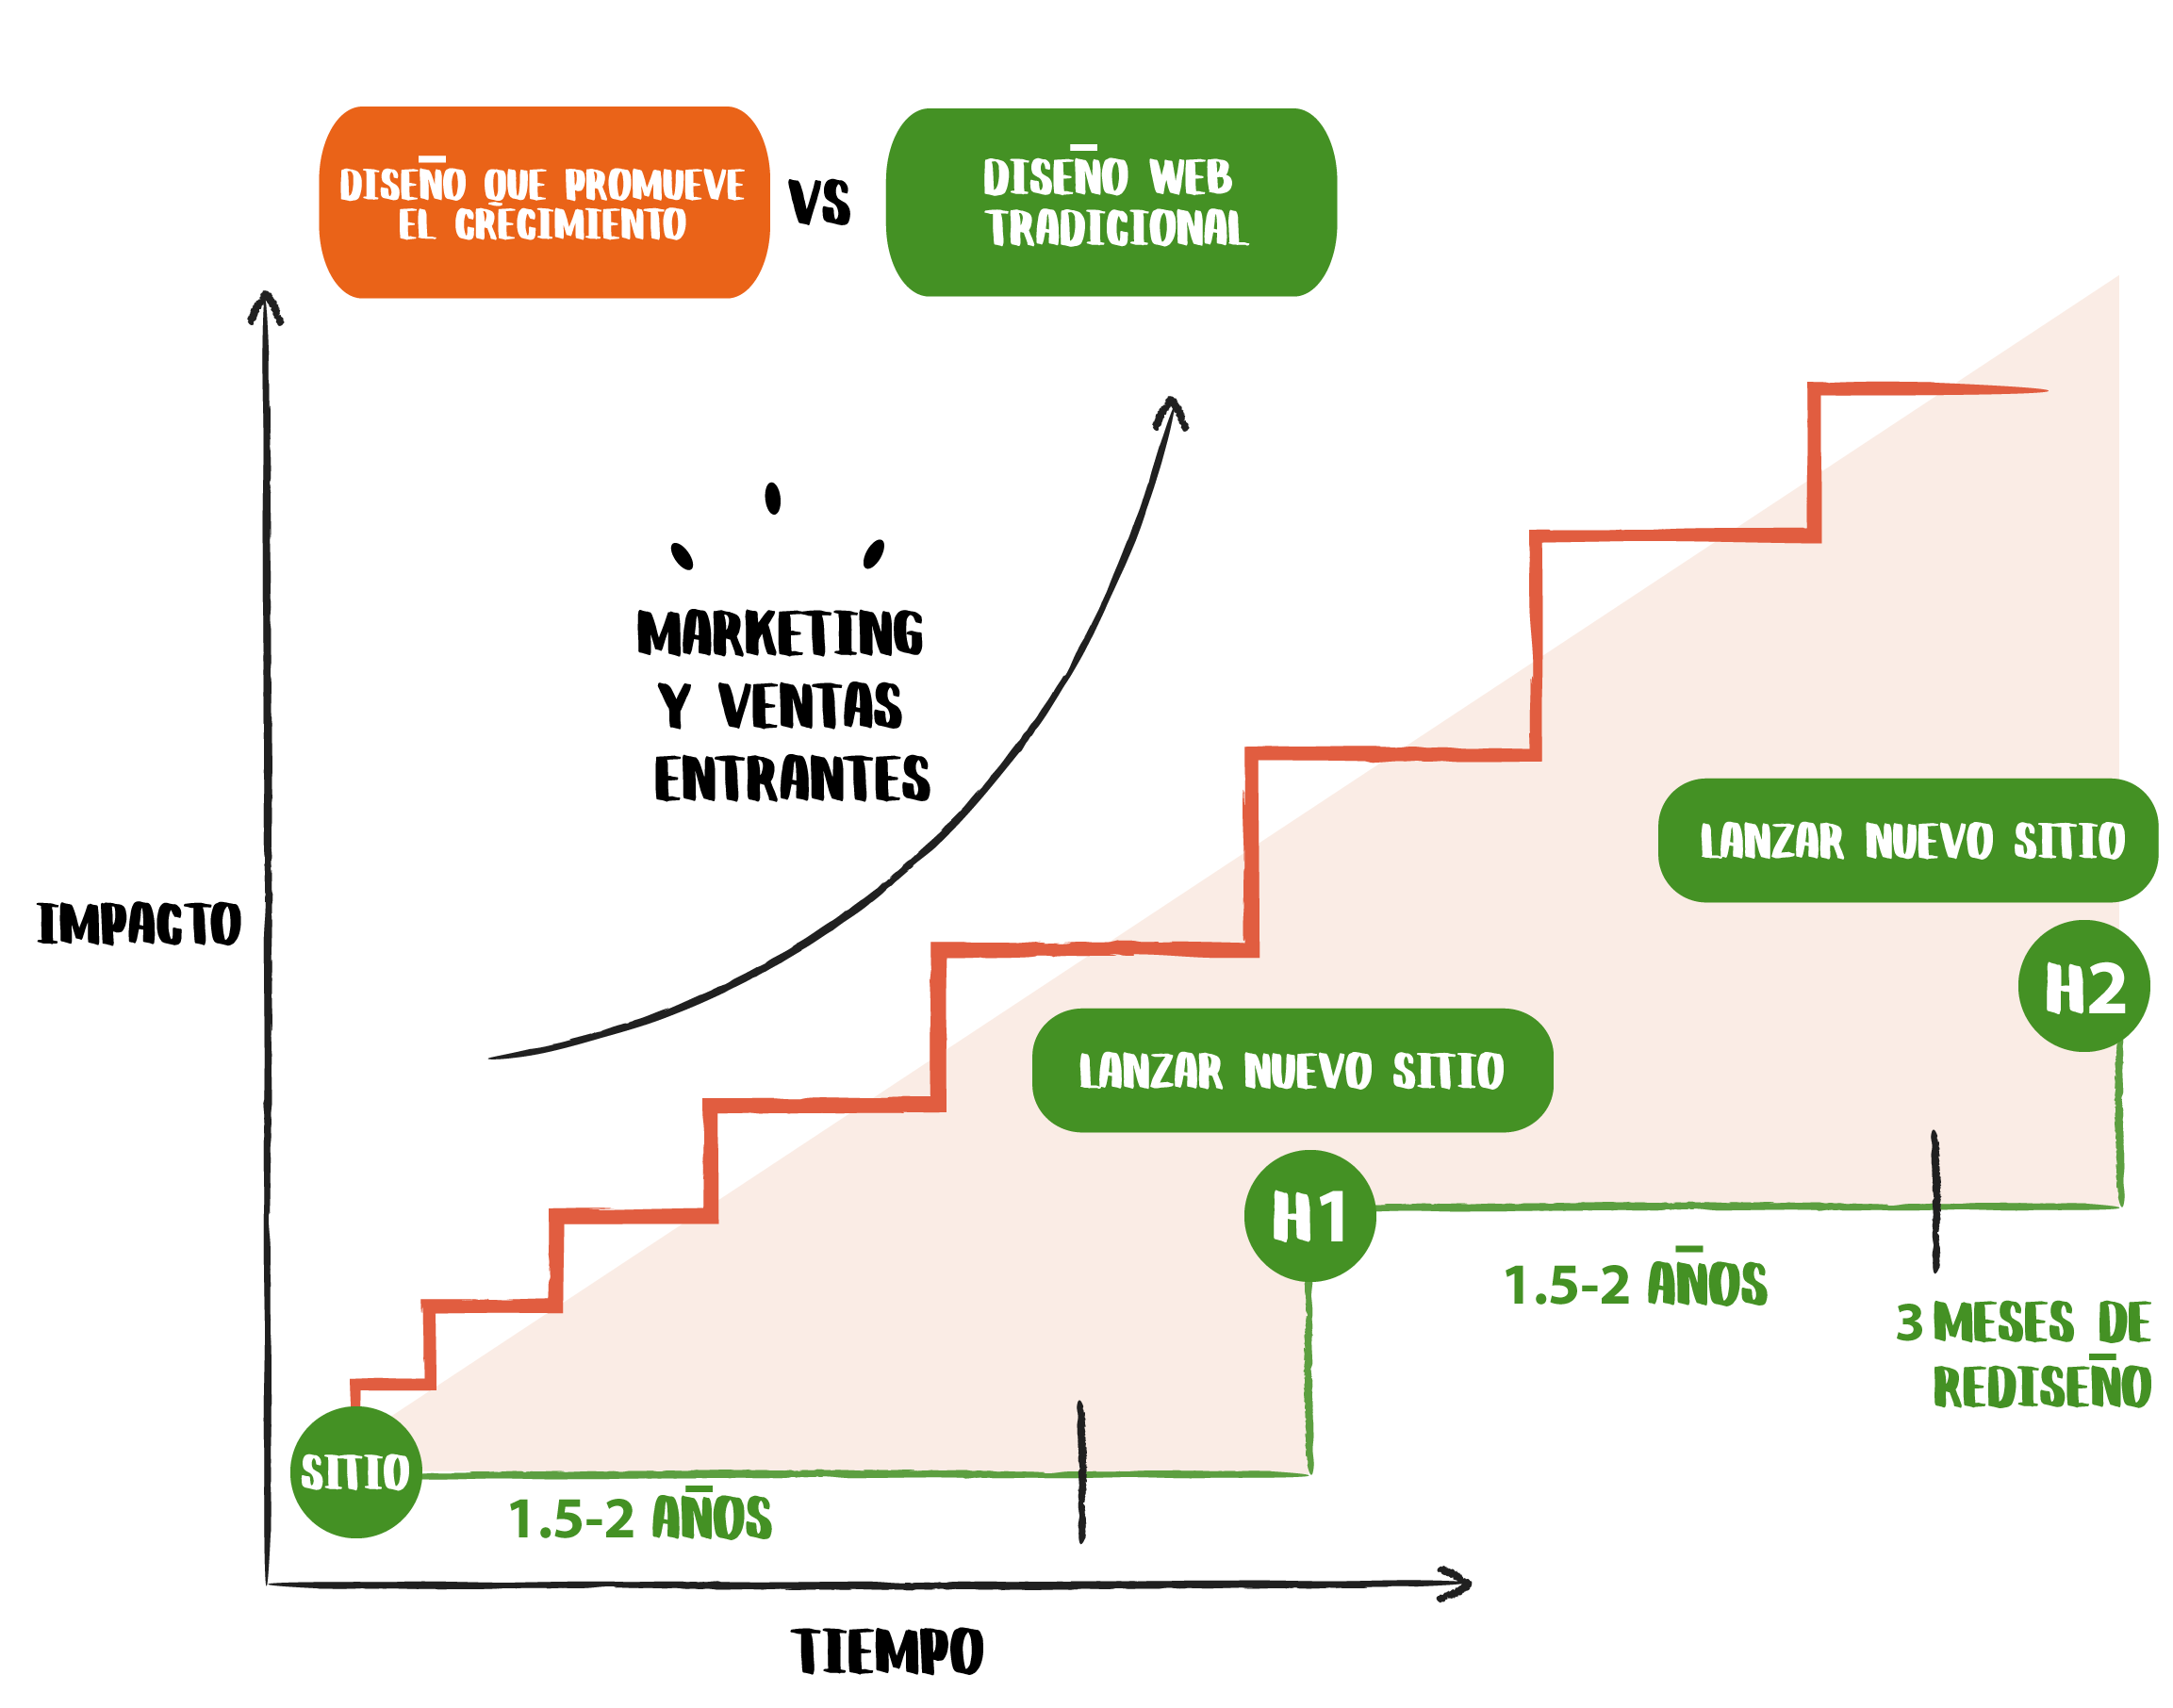 DISEÑO QUE PROMUEVE
EL CRECIMIENTO
VS
DISEÑO WEB
TRADICIONAL
MARKETING
Y VENTAS
ENTRANTES
IMPACTO
LANZAR NUEVO SITIO
H2
LANZAR NUEVO SITIO
H1
1.5-2 AÑOS
3 MESES DE
REDISEÑO
SITIO
1.5-2 AÑOS
TIEMPO